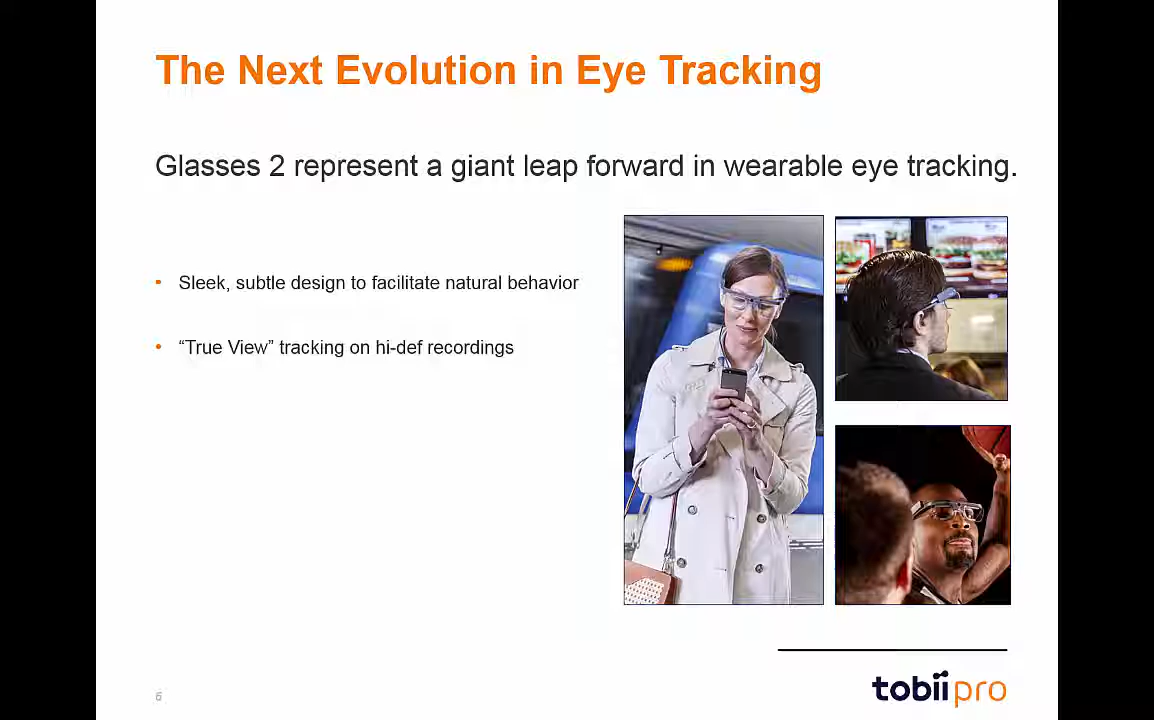 The Next Evolution in Eye Tracking
Glasses 2 represent a giant leap forward in wearable eye tracking.
• Sleek, subtle design to facilitate natural behavior
• “True View” tracking on hi-def recordings
6
tobii pro